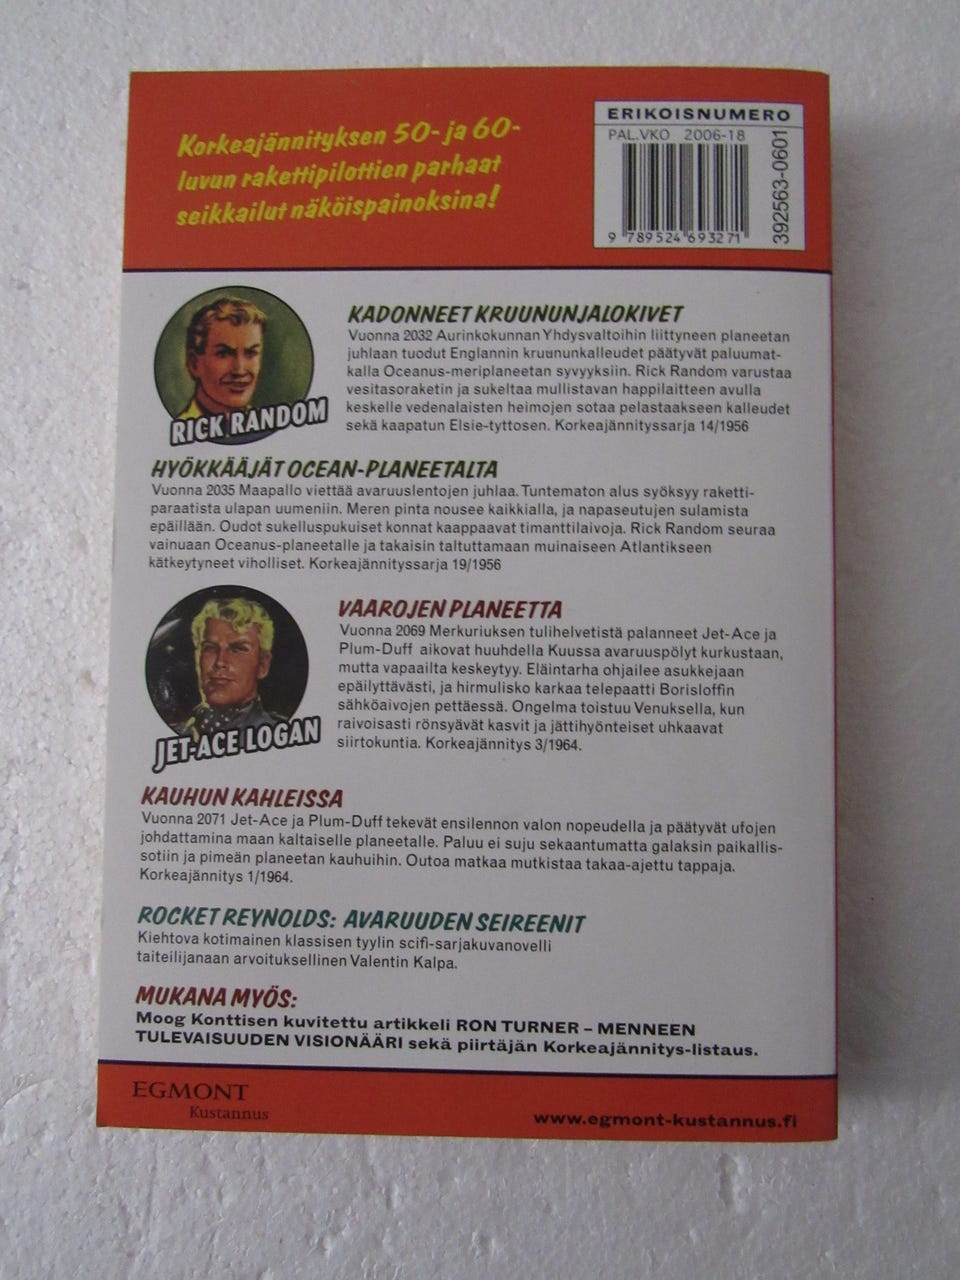 Korkeajännityksen 50- ja 60-
luvun rakettipilottien parhaat
seikkailut näköispainoksina!
ERIKOISNUMERO
PAL.VKO 2006-18
392563-0601
9 789524 693271
KADONNEET KRUUNUNJALOKIVET
Vuonna 2032 Aurinkokunnan Yhdysvaltoihin liittyneen planeetan
juhlaan tuodut Englannin kruununkalleudet päätyvät paluumat-
kalla Oceanus-meriplaneetan syvyyksiin. Rick Random varustaa
vesitasoraketin ja sukeltaa mullistavan happilaitteen avulla
keskelle vedenalaisten heimojen sotaa pelastaakseen kalleudet
sekä kaapatun Elsie-tyttosen. Korkeajännityssarja 14/1956
RICK RANDOM
HYÖKKÄÄJÄT OCEAN-PLANEETALTA
Vuonna 2035 Maapallo viettää avaruuslentojen juhlaa. Tuntematon alus syöksyy raketti-
paraatista ulapan uumeniin. Meren pinta nousee kaikkialla, ja napaseutujen sulamista
epäillään. Oudot sukelluspukuiset konnat kaappaavat timanttilaivoja. Rick Random seuraa
vainuaan Oceanus-planeetalle ja takaisin taltuttamaan muinaiseen Atlantikseen
kätkeytyneet viholliset. Korkeajännityssarja 19/1956
VAAROJEN PLANEETTA
Vuonna 2069 Merkuriuksen tulihelvetistä palanneet Jet-Ace ja
Plum-Duff aikovat huuhdella Kuussa avaruuspölyt kurkustaan,
mutta vapaailta keskeytyy. Eläintarha ohjailee asukkejaan
epäilyttävästi, ja hirmulisko karkaa telepaatti Borisloffin
sähköaivojen pettäessä. Ongelma toistuu Venuksella, kun
raivoisasti rönsyävät kasvit ja jättihyönteiset uhkaavat
siirtokuntia. Korkeajännitys 3/1964.
JET-ACE LOGAN
KAUHUN KAHLEISSA
Vuonna 2071 Jet-Ace ja Plum-Duff tekevät ensilennon valon nopeudella ja päätyvät ufojen
johdattamina maan kaltaiselle planeetalle. Paluu ei suju sekaantumatta galaksin paikallis-
sotiin ja pimeän planeetan kauhuihin. Outoa matkaa mutkistaa takaa-ajettu tappaja.
Korkeajännitys 1/1964.
ROCKET REYNOLDS: AVARUUDEN SEIREENIT
Kiehtova kotimainen klassisen tyylin scifi-sarjakuvanovelli
taiteilijanaan arvoituksellinen Valentin Kalpa.
MUKANA MYÖS:
Moog Konttisen kuvitettu artikkeli RON TURNER – MENNEEN
TULEVAISUUDEN VISIONÄÄRI sekä piirtäjän Korkeajännitys-listaus.
EGMONT
Kustannus
www.egmont-kustannus.fi